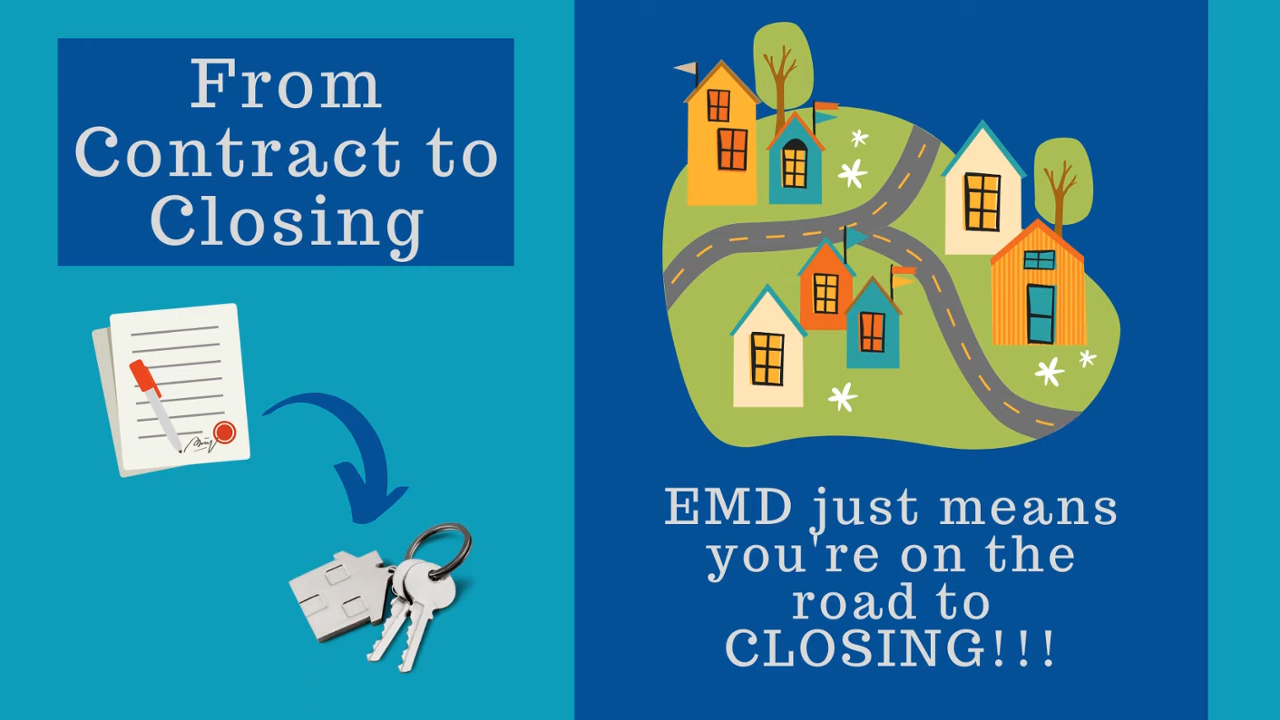 From
Contract to
Closing
EMD just means
you're on the
road to
CLOSING!!!